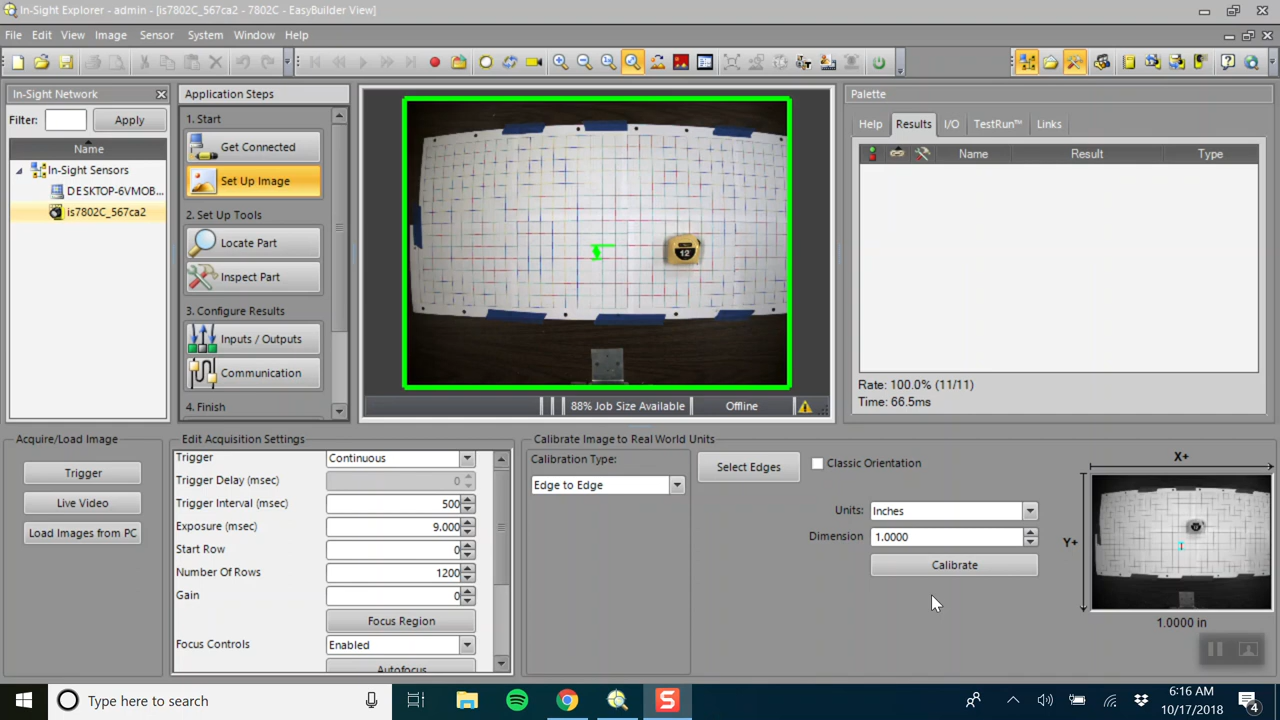 In-Sight Explorer - admin - [is7802C_567ca2 - 7802C - EasyBuilder View]
File Edit View Image Sensor System Window Help
In-Sight Network
Filter: Apply
Name
In-Sight Sensors
DESKTOP-6VMOB...
is7802C_567ca2
Application Steps
1. Start
Get Connected
Set Up Image
2. Set Up Tools
Locate Part
Inspect Part
3. Configure Results
Inputs / Outputs
Communication
4. Finish
12
88% Job Size Available Offline
Palette
Help Results I/O TestRun™ Links
Name Result Type
Rate: 100.0% (11/11)
Time: 66.5ms
Acquire/Load Image
Trigger
Live Video
Load Images from PC
Edit Acquisition Settings
Trigger Continuous
Trigger Delay (msec) 0
Trigger Interval (msec) 500
Exposure (msec) 9.000
Start Row 0
Number Of Rows 1200
Gain 0
Focus Region
Focus Controls Enabled
Autofocus
Calibrate Image to Real World Units
Calibration Type:
Edge to Edge
Select Edges
Classic Orientation
Units: Inches
Dimension 1.0000
Calibrate
X+
Y+
1.0000 in
Type here to search
6:16 AM
10/17/2018
4